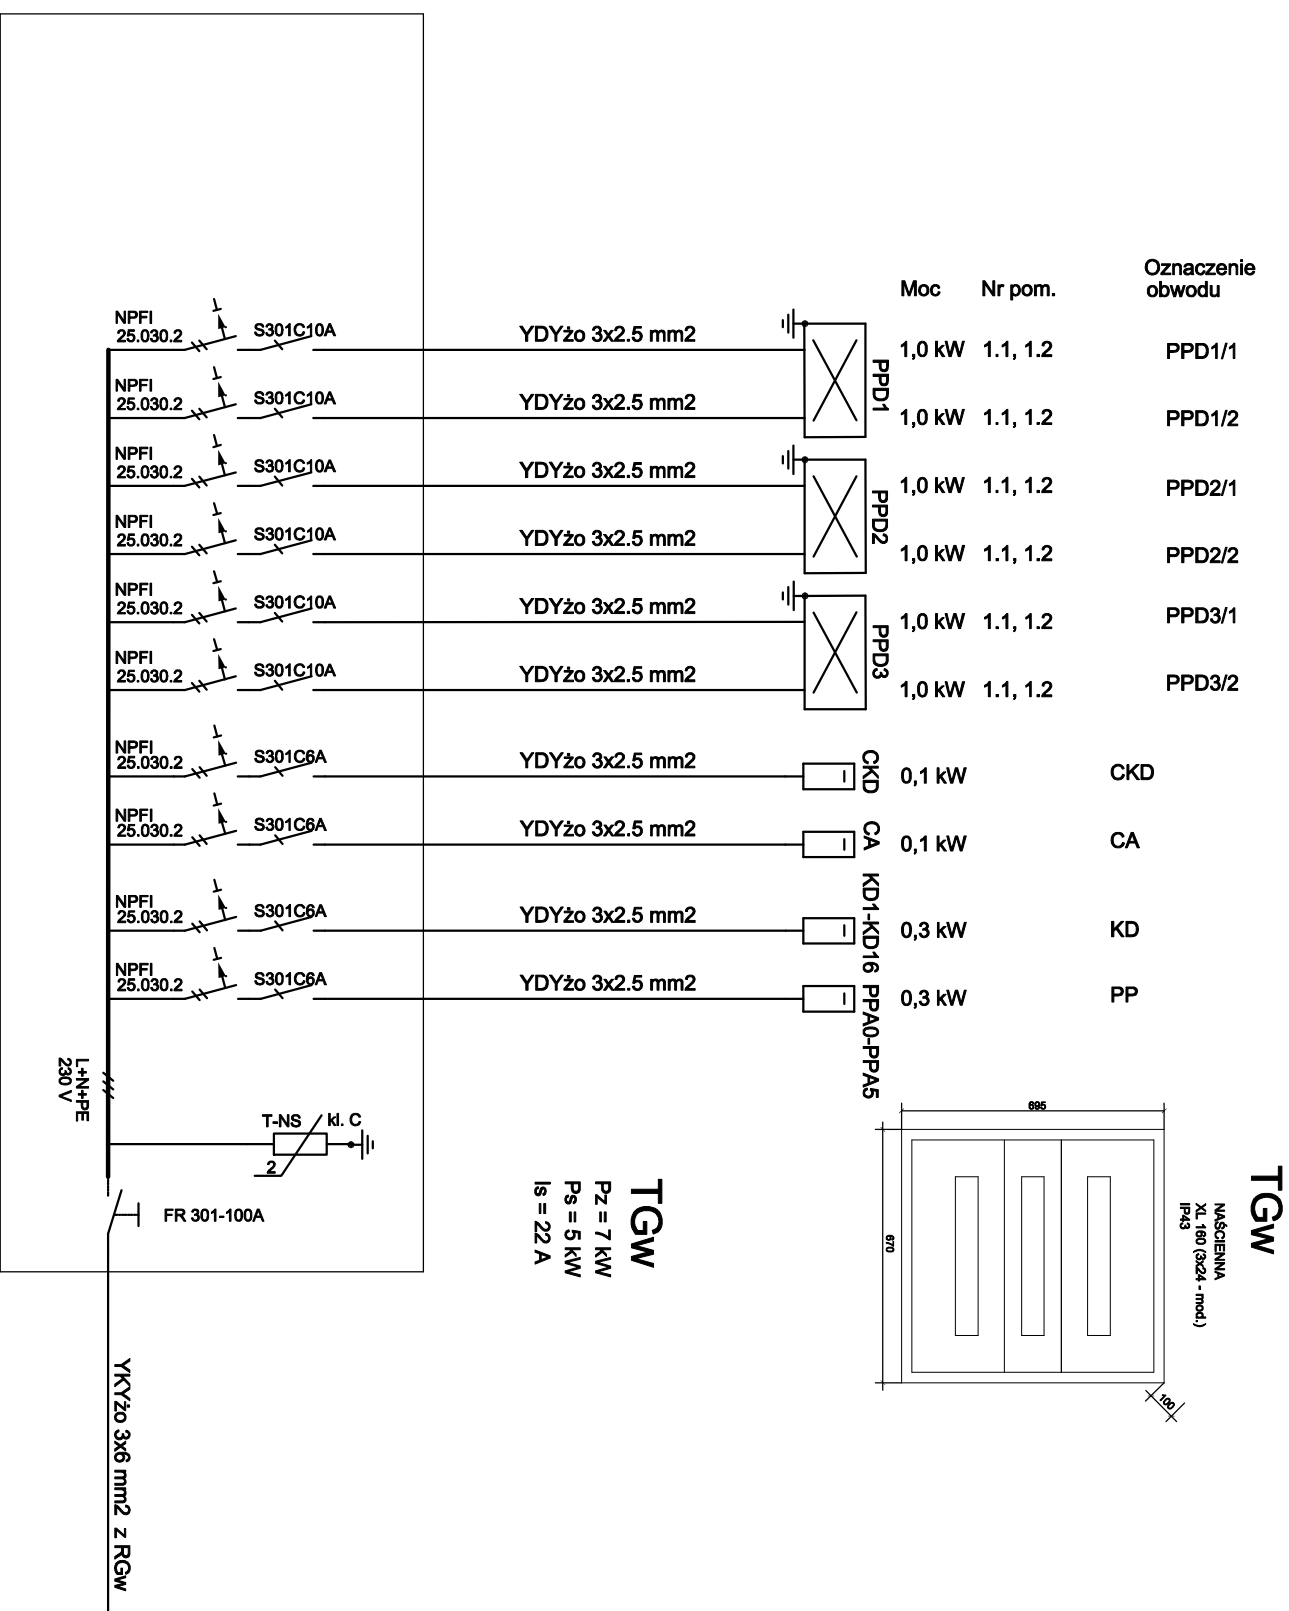 Oznaczenie
obwodu
Moc Nr pom.
NPFI
25.030.2 S301C10A YDYżo 3x2.5 mm2 1,0 kW 1.1, 1.2 PPD1/1
PPD1
NPFI
25.030.2 S301C10A YDYżo 3x2.5 mm2 1,0 kW 1.1, 1.2 PPD1/2
NPFI
25.030.2 S301C10A YDYżo 3x2.5 mm2 1,0 kW 1.1, 1.2 PPD2/1
PPD2
NPFI
25.030.2 S301C10A YDYżo 3x2.5 mm2 1,0 kW 1.1, 1.2 PPD2/2
NPFI
25.030.2 S301C10A YDYżo 3x2.5 mm2 1,0 kW 1.1, 1.2 PPD3/1
PPD3
NPFI
25.030.2 S301C10A YDYżo 3x2.5 mm2 1,0 kW 1.1, 1.2 PPD3/2
NPFI
25.030.2 S301C6A YDYżo 3x2.5 mm2 CKD 0,1 kW CKD
NPFI
25.030.2 S301C6A YDYżo 3x2.5 mm2 CA 0,1 kW CA
NPFI
25.030.2 S301C6A YDYżo 3x2.5 mm2 KD1-KD16 0,3 kW KD
NPFI
25.030.2 S301C6A YDYżo 3x2.5 mm2 PPA0-PPA5 0,3 kW PP
L+N+PE
230 V
T-NS kl. C
2
FR 301-100A
YKYżo 3x6 mm2 z RGw
TGw
Pz = 7 kW
Ps = 5 kW
Is = 22 A
TGw
NAŚCIENNA
XL 160 (3x24 - mod.)
IP43
695
670
100